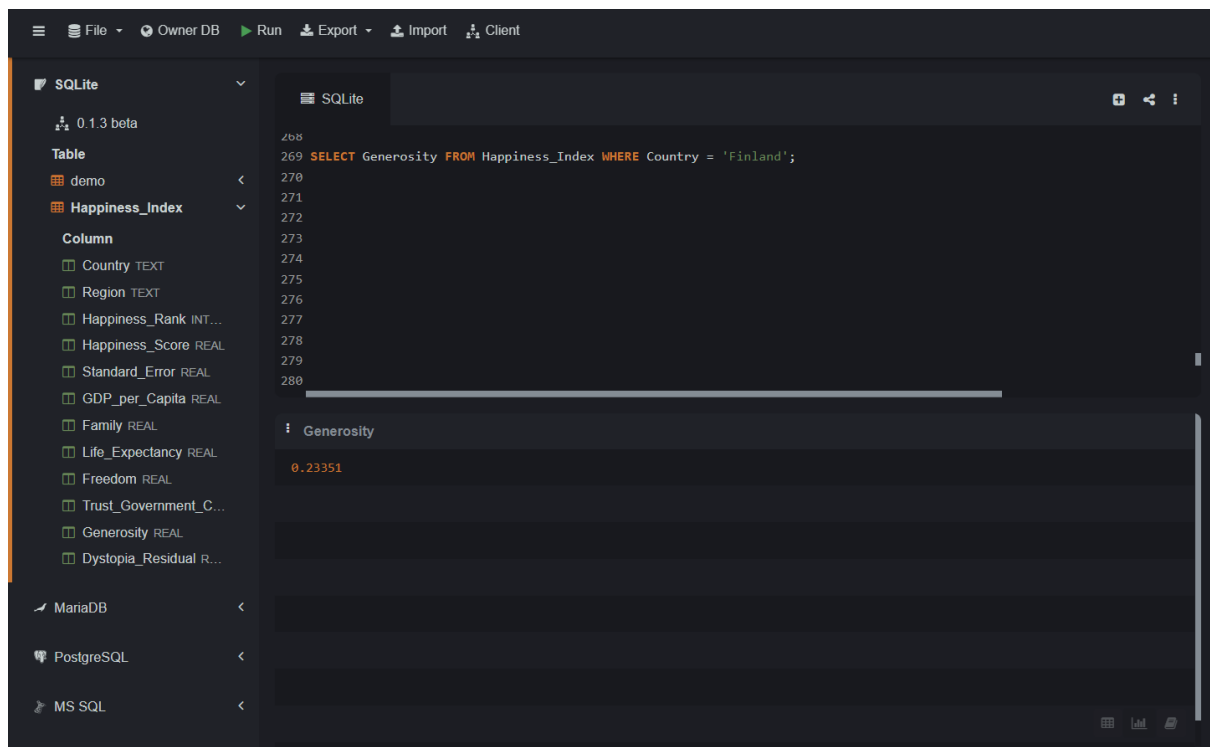 File Owner DB Run Export Import Client
SQLite
0.1.3 beta
Table
demo
Happiness_Index
Column
Country TEXT
Region TEXT
Happiness_Rank INT...
Happiness_Score REAL
Standard_Error REAL
GDP_per_Capita REAL
Family REAL
Life_Expectancy REAL
Freedom REAL
Trust_Government_C...
Generosity REAL
Dystopia_Residual R...
MariaDB
PostgreSQL
MS SQL
SQLite
268
269 SELECT Generosity FROM Happiness_Index WHERE Country = 'Finland';
270
271
272
273
274
275
276
277
278
279
280
Generosity
0.23351